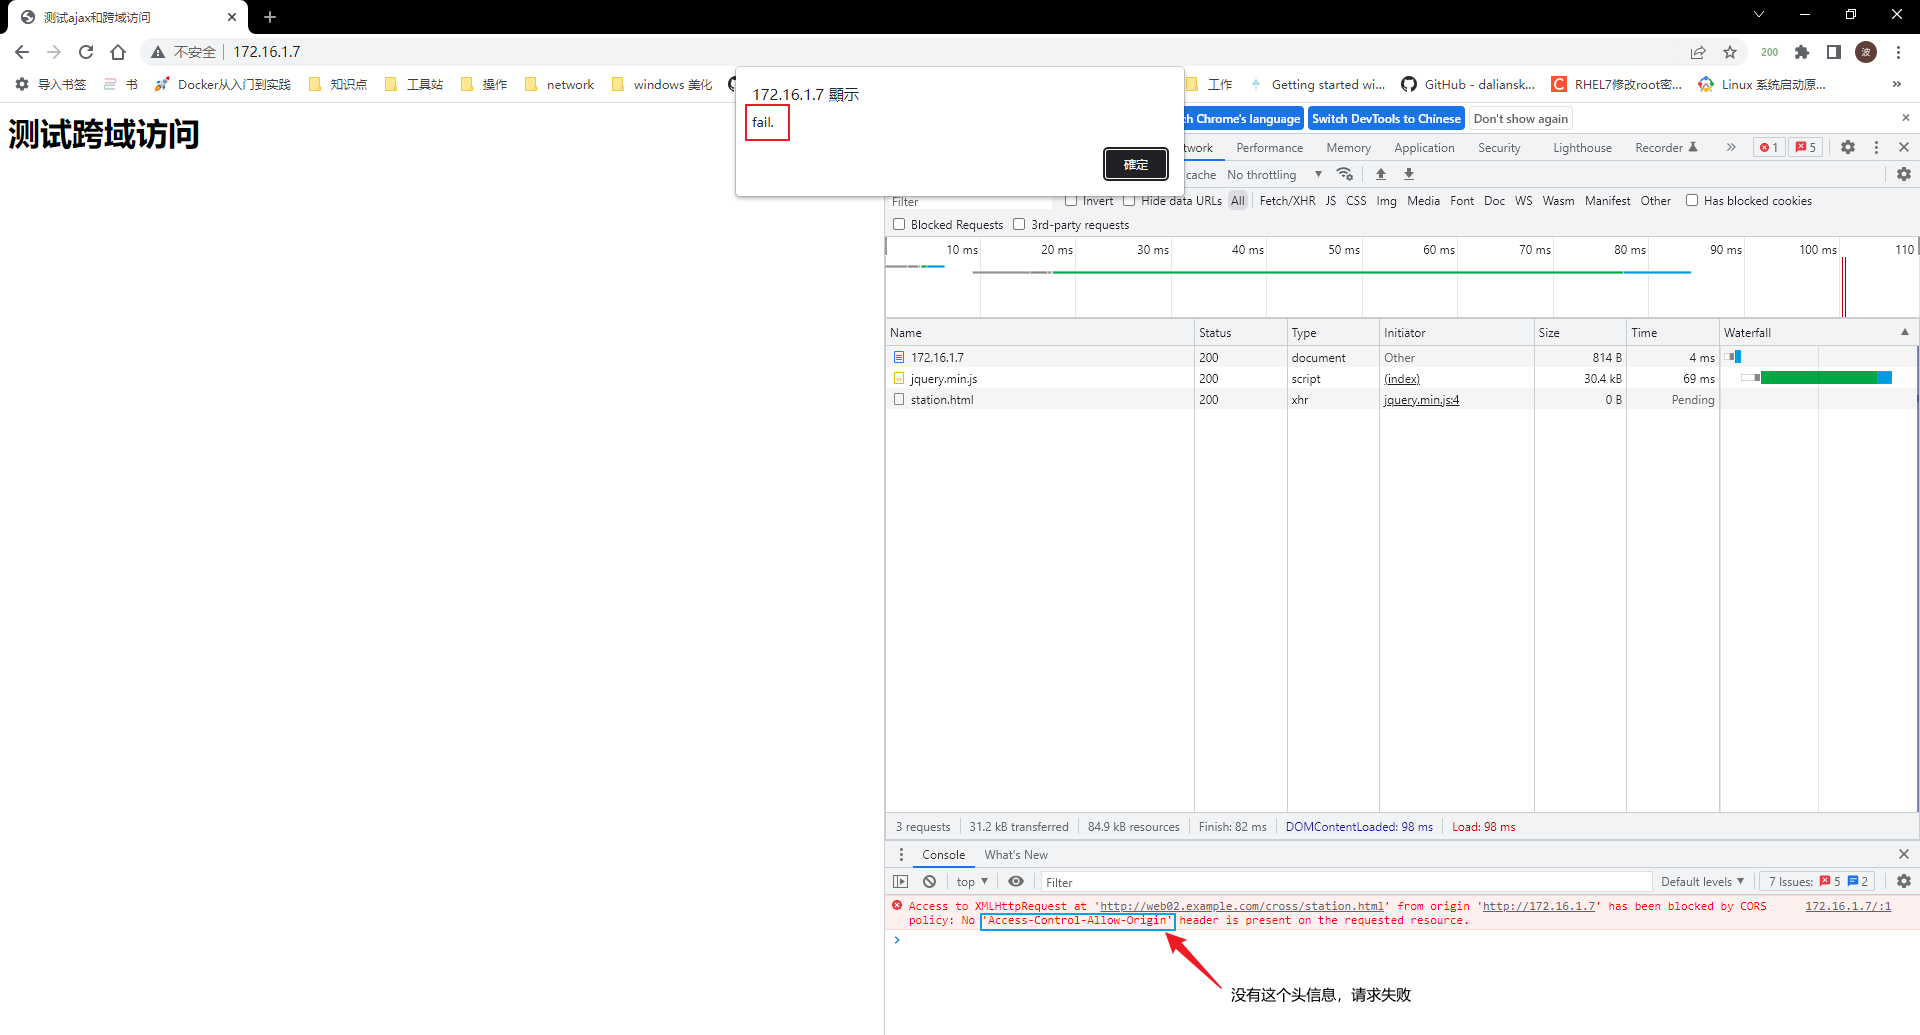 测试ajax和跨域访问
不安全 172.16.1.7 200 波
导入书签 书 Docker从入门到实践 知识点 工具站 操作 network windows 美化 工作 Getting started wi... GitHub - daliansk... RHEL7修改root密... Linux 系统启动原...
测试跨域访问
172.16.1.7 顯示
fail.
確定
ch Chrome's language Switch DevTools to Chinese Don't show again
twork Performance Memory Application Security Lighthouse Recorder 1 5
cache No throttling
Filter Invert Hide data URLs All Fetch/XHR JS CSS Img Media Font Doc WS Wasm Manifest Other Has blocked cookies
Blocked Requests 3rd-party requests
10 ms 20 ms 30 ms 40 ms 50 ms 60 ms 70 ms 80 ms 90 ms 100 ms 110
Name Status Type Initiator Size Time Waterfall
172.16.1.7 200 document Other 814 B 4 ms
jquery.min.js 200 script (index) 30.4 kB 69 ms
station.html 200 xhr jquery.min.js:4 0 B Pending
3 requests 31.2 kB transferred 84.9 kB resources Finish: 82 ms DOMContentLoaded: 98 ms Load: 98 ms
Console What's New
top Filter Default levels 7 Issues: 5 2
Access to XMLHttpRequest at 'http://web02.example.com/cross/station.html' from origin 'http://172.16.1.7' has been blocked by CORS 172.16.1.7/:1
policy: No 'Access-Control-Allow-Origin' header is present on the requested resource.
没有这个头信息，请求失败